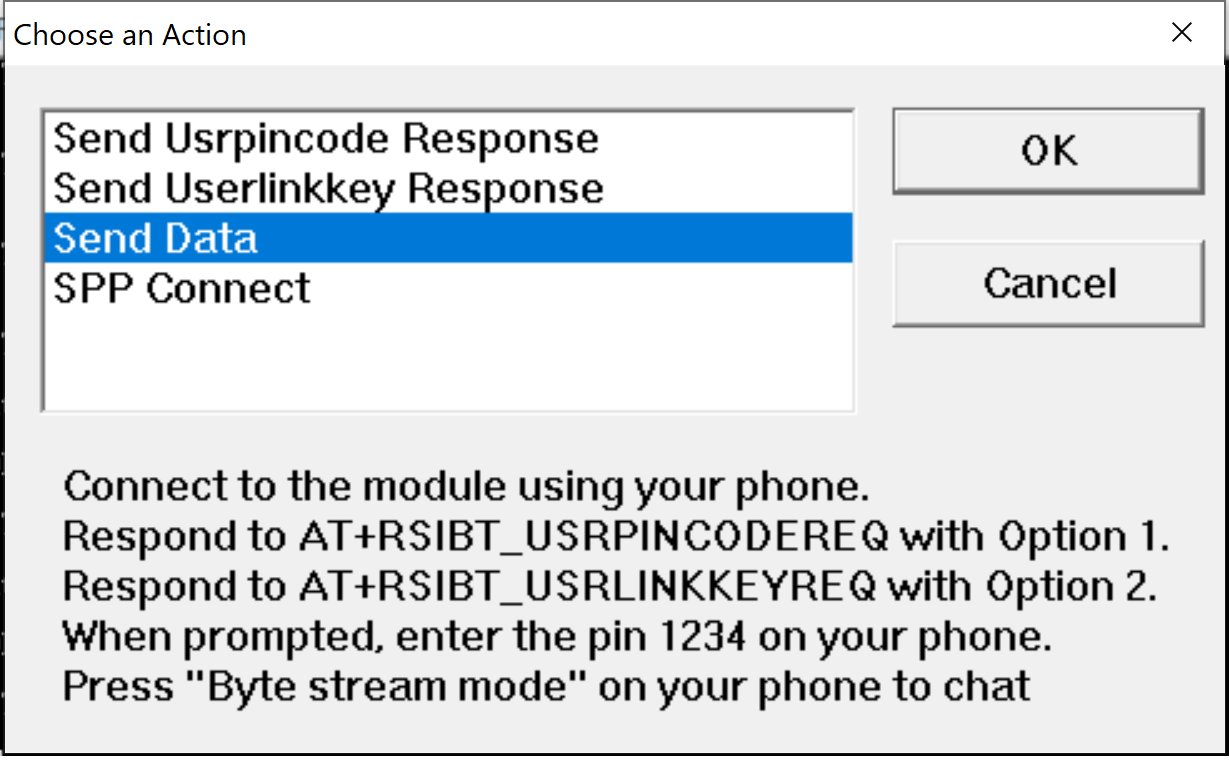 Choose an Action
Send Usrpincode Response
Send Userlinkkey Response
Send Data
SPP Connect
OK
Cancel
Connect to the module using your phone.
Respond to AT+RSIBT_USRPINCODEREQ with Option 1.
Respond to AT+RSIBT_USRLINKKEYREQ with Option 2.
When prompted, enter the pin 1234 on your phone.
Press "Byte stream mode" on your phone to chat